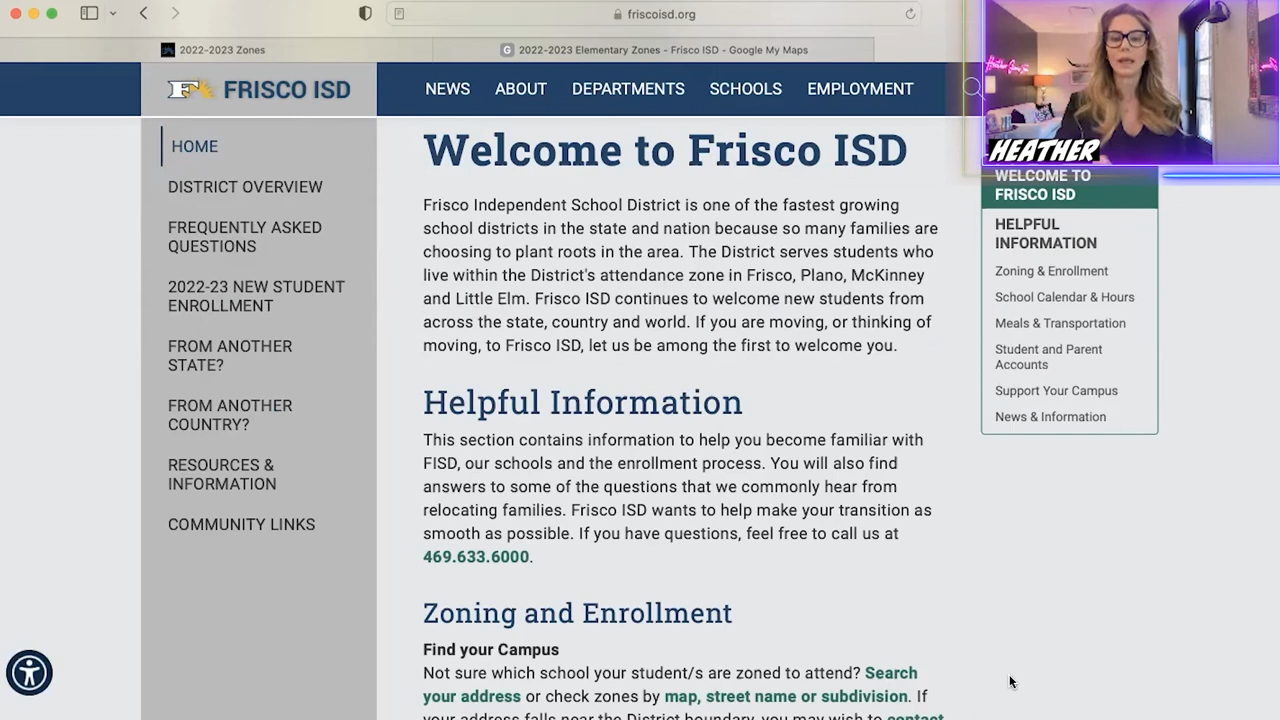 friscoisd.org
2022-2023 Zones
2022-2023 Elementary Zones - Frisco ISD - Google My Maps
FRISCO ISD
NEWS ABOUT DEPARTMENTS SCHOOLS EMPLOYMENT
HEATHER
HOME
DISTRICT OVERVIEW
FREQUENTLY ASKED
QUESTIONS
2022-23 NEW STUDENT
ENROLLMENT
FROM ANOTHER
STATE?
FROM ANOTHER
COUNTRY?
RESOURCES &
INFORMATION
COMMUNITY LINKS
Welcome to Frisco ISD
Frisco Independent School District is one of the fastest growing
school districts in the state and nation because so many families are
choosing to plant roots in the area. The District serves students who
live within the District's attendance zone in Frisco, Plano, McKinney
and Little Elm. Frisco ISD continues to welcome new students from
across the state, country and world. If you are moving, or thinking of
moving, to Frisco ISD, let us be among the first to welcome you.
Helpful Information
This section contains information to help you become familiar with
FISD, our schools and the enrollment process. You will also find
answers to some of the questions that we commonly hear from
relocating families. Frisco ISD wants to help make your transition as
smooth as possible. If you have questions, feel free to call us at
469.633.6000.
Zoning and Enrollment
Find your Campus
Not sure which school your student/s are zoned to attend? Search
your address or check zones by map, street name or subdivision. If
your address falls near the District boundary, you may wish to contact
WELCOME TO
FRISCO ISD
HELPFUL
INFORMATION
Zoning & Enrollment
School Calendar & Hours
Meals & Transportation
Student and Parent
Accounts
Support Your Campus
News & Information